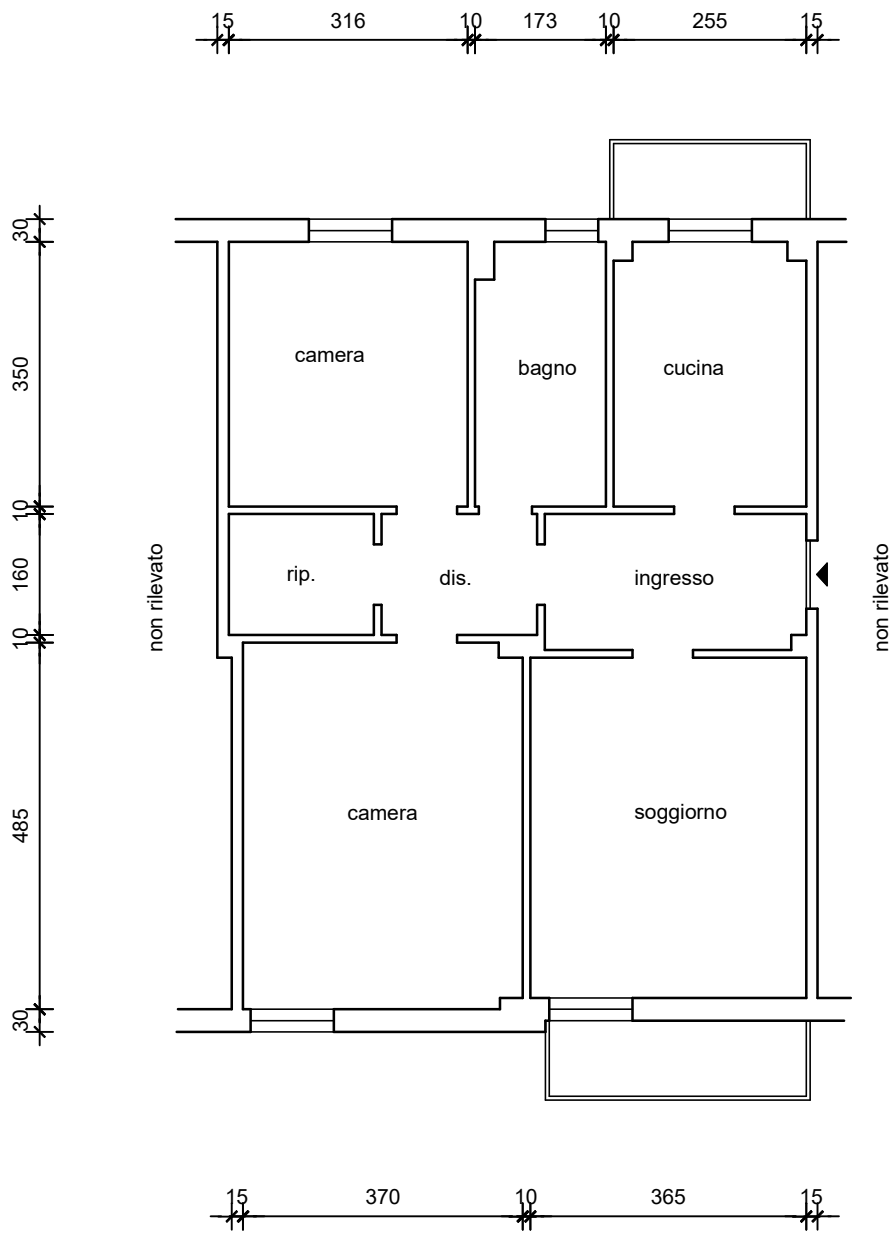 15 316 10 173 10 255 15
30
350
10
160
10
485
30
camera
bagno
cucina
rip.
dis.
ingresso
non rilevato
non rilevato
camera
soggiorno
15 370 10 365 15